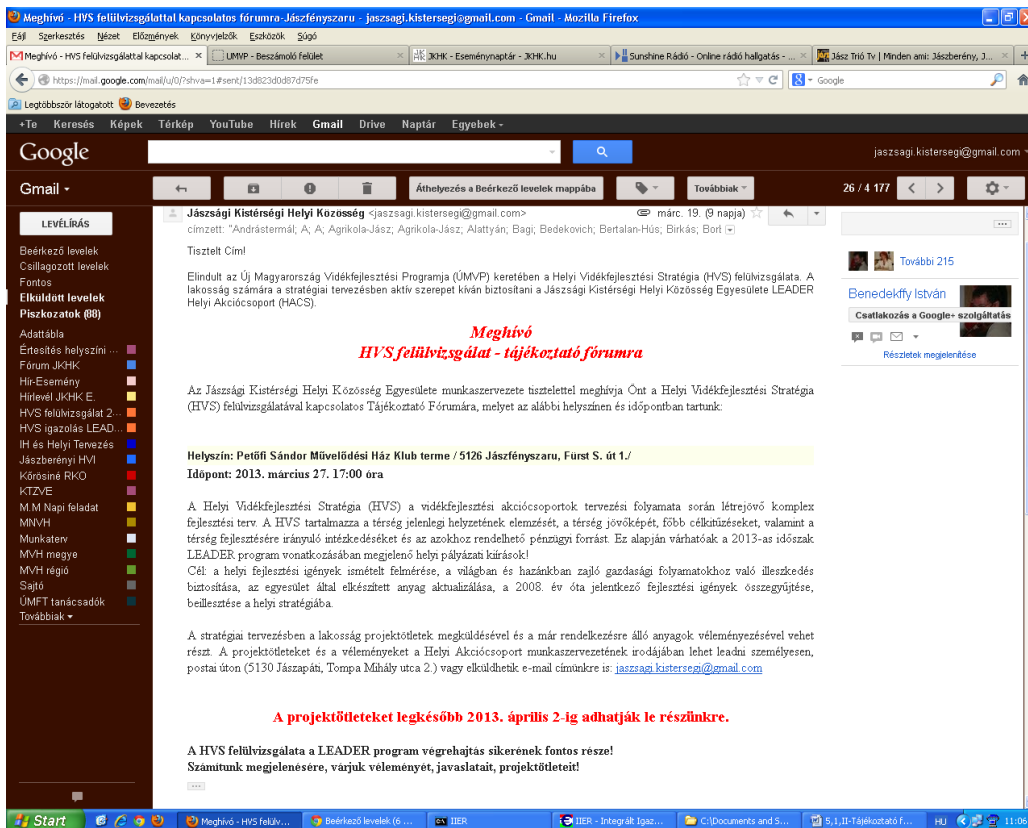 Meghívó - HVS felülvizsgálattal kapcsolatos fórumra-Jászfényszaru - jaszsagi.kistersegi@gmail.com - Gmail - Mozilla Firefox
Fájl Szerkesztés Nézet Előzmények Könyvjelzők Eszközök Súgó
Meghívó - HVS felülvizsgálattal kapcsolat... × UMVP - Beszámoló felület × JKHK - Eseménynaptár - JKHK.hu × Sunshine Rádió - Online rádió hallgatás - ... × Jász Trió Tv | Minden ami: Jászberény, J... × +
https://mail.google.com/mail/u/0/?shva=1#sent/13d823d0d87d75fe Google
Legtöbbször látogatott Bevezetés
+Te Keresés Képek Térkép YouTube Hírek Gmail Drive Naptár Egyebek
Google jaszsagi.kistersegi@gmail.com
Gmail Áthelyezés a Beérkező levelek mappába Továbbiak 26 / 4 177
LEVÉLÍRÁS
Beérkező levelek
Csillagozott levelek
Fontos
Elküldött levelek
Piszkozatok (88)
Adattábla
Értesítés helyszíni ...
Fórum JKHK
Hír-Esemény
Hírlevél JKHK E.
HVS felülvizsgálat 2...
HVS igazolás LEAD...
IH és Helyi Tervezés
Jászberényi HVI
Kőrösiné RKO
KTZVE
M.M Napi feladat
MNVH
Munkaterv
MVH megye
MVH régió
Sajtó
ÚMFT tanácsadók
Továbbiak
Jászsági Kistérségi Helyi Közösség <jaszsagi.kistersegi@gmail.com> márc. 19. (9 napja)
címzett: "Andrástermál; A; A; Agrikola-Jász; Agrikola-Jász; Alattyán; Bagi; Bedekovich; Bertalan-Hús; Birkás; Bort
Tisztelt Cím!
Elindult az Új Magyarország Vidékfejlesztési Programja (ÚMVP) keretében a Helyi Vidékfejlesztési Stratégia (HVS) felülvizsgálata. A
lakosság számára a stratégiai tervezésben aktív szerepet kíván biztosítani a Jászsági Kistérségi Helyi Közösség Egyesülete LEADER
Helyi Akciócsoport (HACS).
Meghívó
HVS felülvizsgálat - tájékoztató fórumra
Az Jászsági Kistérségi Helyi Közösség Egyesülete munkaszervezete tisztelettel meghívja Önt a Helyi Vidékfejlesztési Stratégia
(HVS) felülvizsgálatával kapcsolatos Tájékoztató Fórumára, melyet az alábbi helyszínen és időpontban tartunk:
Helyszín: Petőfi Sándor Művelődési Ház Klub terme / 5126 Jászfényszaru, Fürst S. út 1./
Időpont: 2013. március 27. 17:00 óra
A Helyi Vidékfejlesztési Stratégia (HVS) a vidékfejlesztési akciócsoportok tervezési folyamata során létrejövő komplex
fejlesztési terv. A HVS tartalmazza a térség jelenlegi helyzetének elemzését, a térség jövőképét, főbb célkitűzéseket, valamint a
térség fejlesztésére irányuló intézkedéseket és az azokhoz rendelhető pénzügyi forrást. Ez alapján várhatóak a 2013-as időszak
LEADER program vonatkozásában megjelenő helyi pályázati kiírások!
Cél: a helyi fejlesztési igények ismételt felmérése, a világban és hazánkban zajló gazdasági folyamatokhoz való illeszkedés
biztosítása, az egyesület által elkészített anyag aktualizálása, a 2008. év óta jelentkező fejlesztési igények összegyűjtése,
beillesztése a helyi stratégiába.
A stratégiai tervezésben a lakosság projektötletek megküldésével és a már rendelkezésre álló anyagok véleményezésével vehet
részt. A projektötleteket és a véleményeket a Helyi Akciócsoport munkaszervezetének irodájában lehet leadni személyesen,
postai úton (5130 Jászapáti, Tompa Mihály utca 2.) vagy elküldhetik e-mail címünkre is: jaszsagi.kistersegi@gmail.com
A projektötleteket legkésőbb 2013. április 2-ig adhatják le részünkre.
A HVS felülvizsgálata a LEADER program végrehajtás sikerének fontos része!
Számítunk megjelenésére, várjuk véleményét, javaslatait, projektötleteit!
További 215
Benedekffy István
Csatlakozás a Google+ szolgáltatás
Részletek megjelenítése
Start Meghívó - HVS felülv... Beérkező levelek (6 ... IIER IIER - Integrált Igaz... C:\Documents and S... 5,1,II-Tájékoztató f... HU 11:06